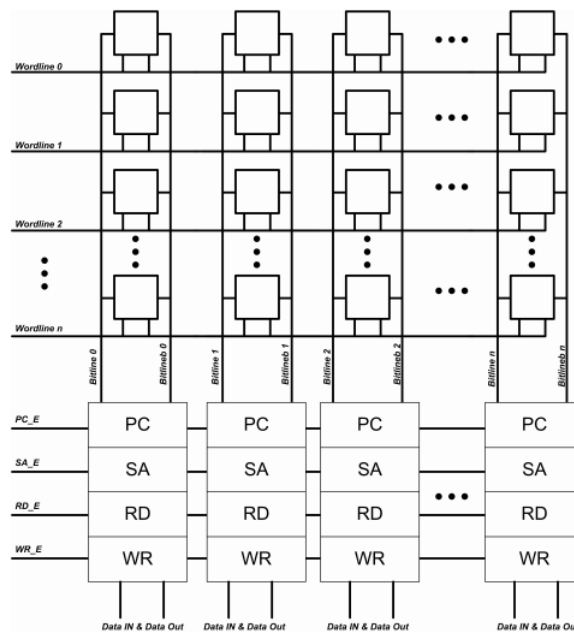 Wordline 0
Wordline 1
Wordline 2
Wordline n
Bitline 0
Bitlineb 0
Bitline 1
Bitlineb 1
Bitline 2
Bitlineb 2
Bitline n
Bitlineb n
PC_E
PC
PC
PC
PC
SA_E
SA
SA
SA
SA
RD_E
RD
RD
RD
RD
WR_E
WR
WR
WR
WR
Data IN & Data Out
Data IN & Data Out
Data IN & Data Out
Data IN & Data Out